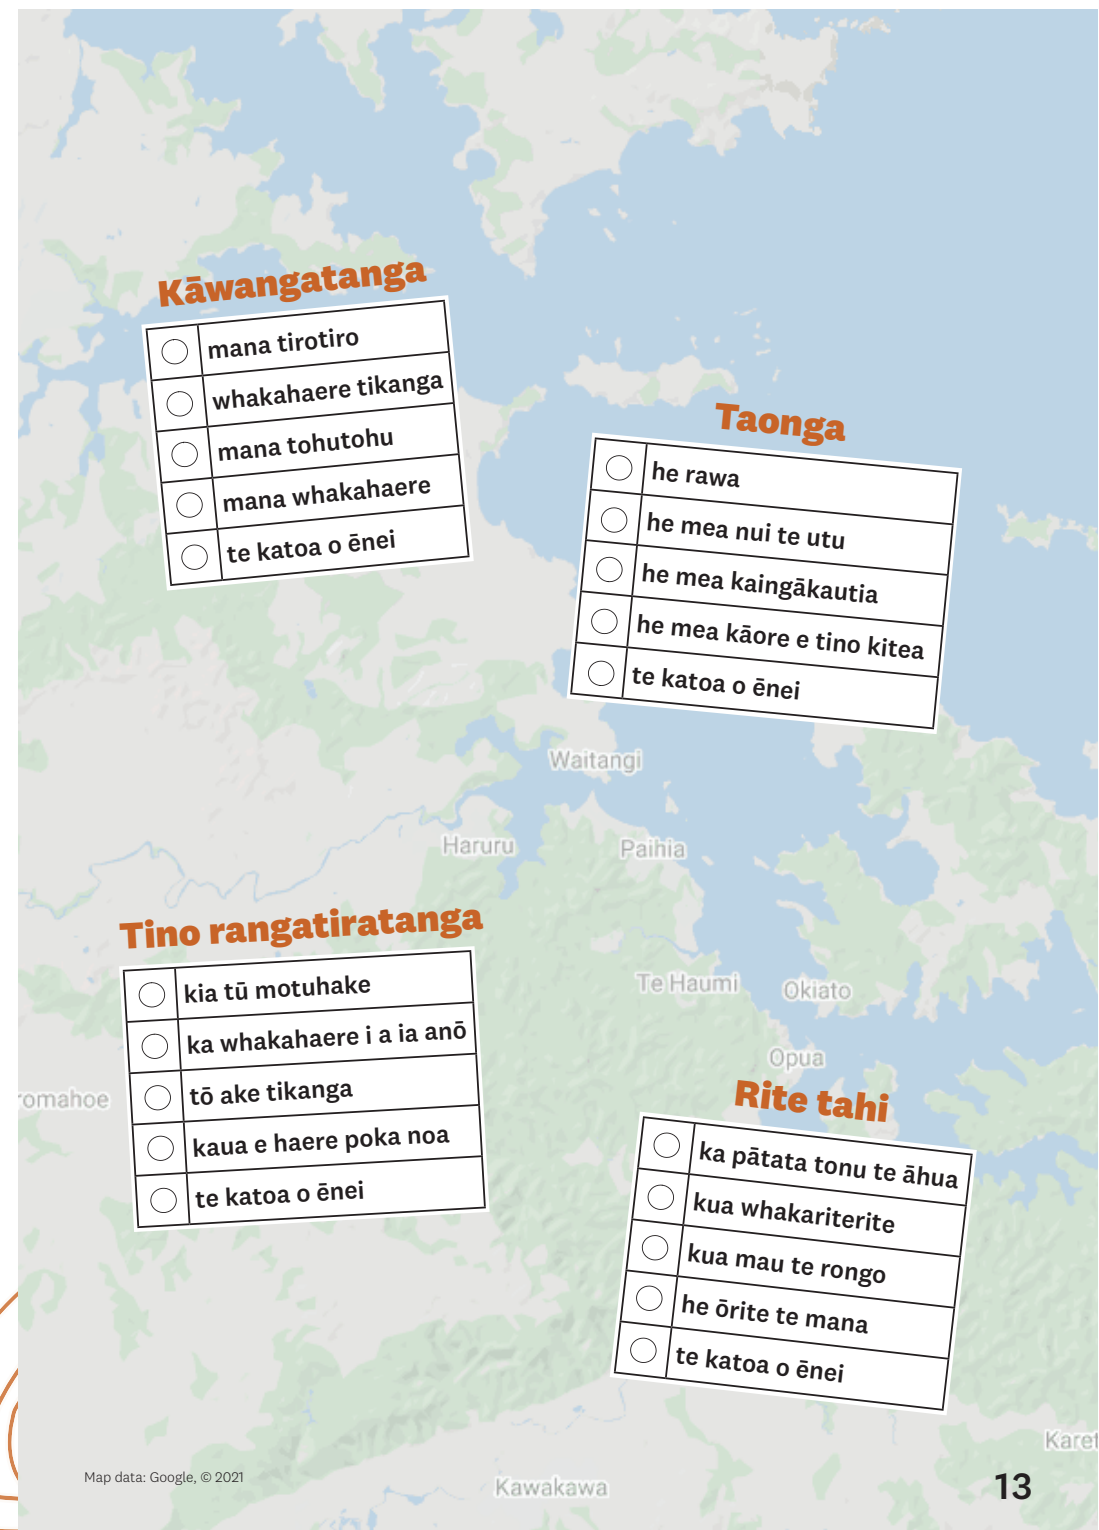 Kāwangatanga
mana tirotiro
whakahaere tikanga
mana tohutohu
mana whakahaere
te katoa o ēnei
Taonga
he rawa
he mea nui te utu
he mea kaingākautia
he mea kāore e tino kitea
te katoa o ēnei
Waitangi
Haruru
Paihia
Tino rangatiratanga
kia tū motuhake
ka whakahaere i a ia anō
tō ake tikanga
kaua e haere poka noa
te katoa o ēnei
Te Haumi
Okiato
Opua
romahoe
Rite tahi
ka pātata tonu te āhua
kua whakariterite
kua mau te rongo
he ōrite te mana
te katoa o ēnei
Karet
Kawakawa
Map data: Google, © 2021
13